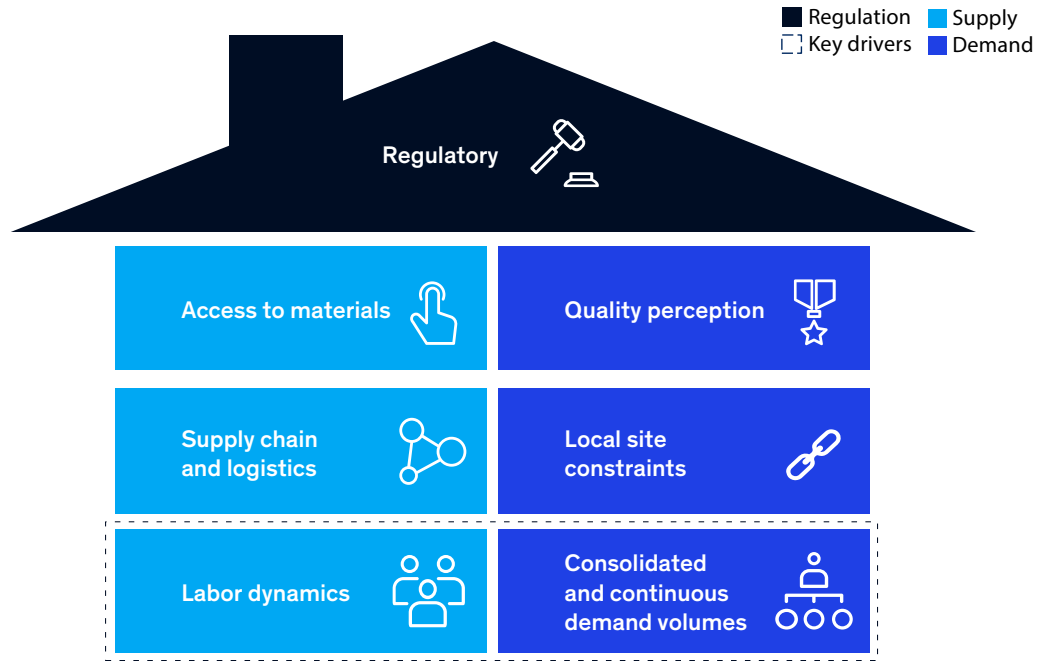 Regulation
Supply
Key drivers
Demand
Regulatory
Access to materials
Quality perception
Supply chain
and logistics
Local site
constraints
Labor dynamics
Consolidated
and continuous
demand volumes